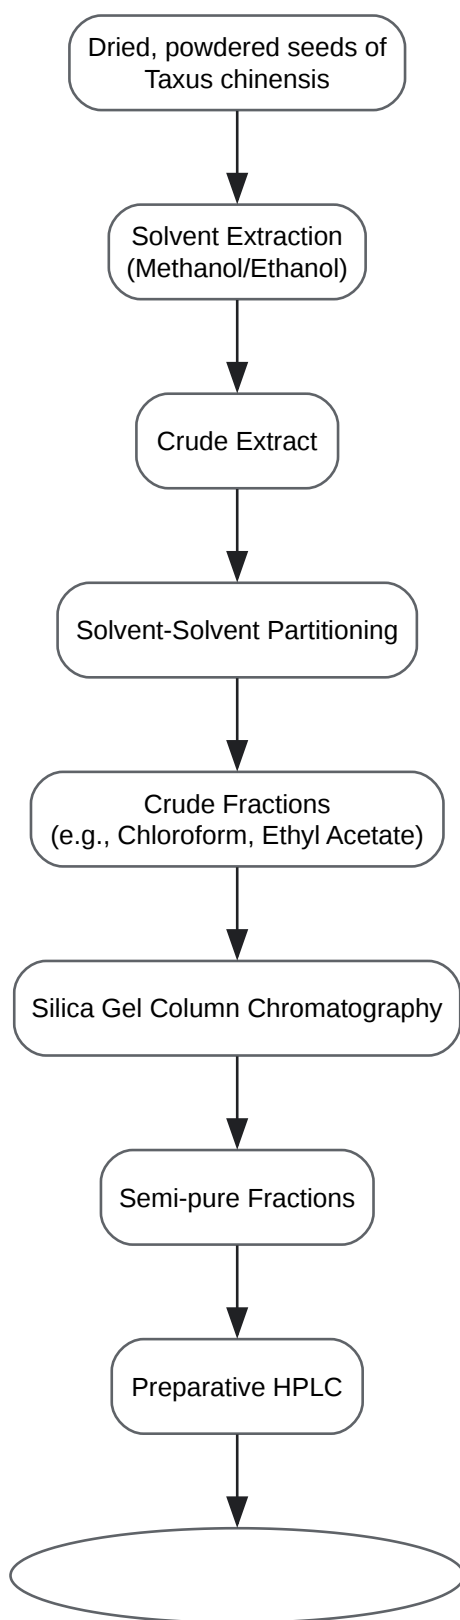 Dried, powdered seeds of
Taxus chinensis
Solvent Extraction
(Methanol/Ethanol)
Crude Extract
Solvent-Solvent Partitioning
Crude Fractions
(e.g., Chloroform, Ethyl Acetate)
Silica Gel Column Chromatography
Semi-pure Fractions
Preparative HPLC